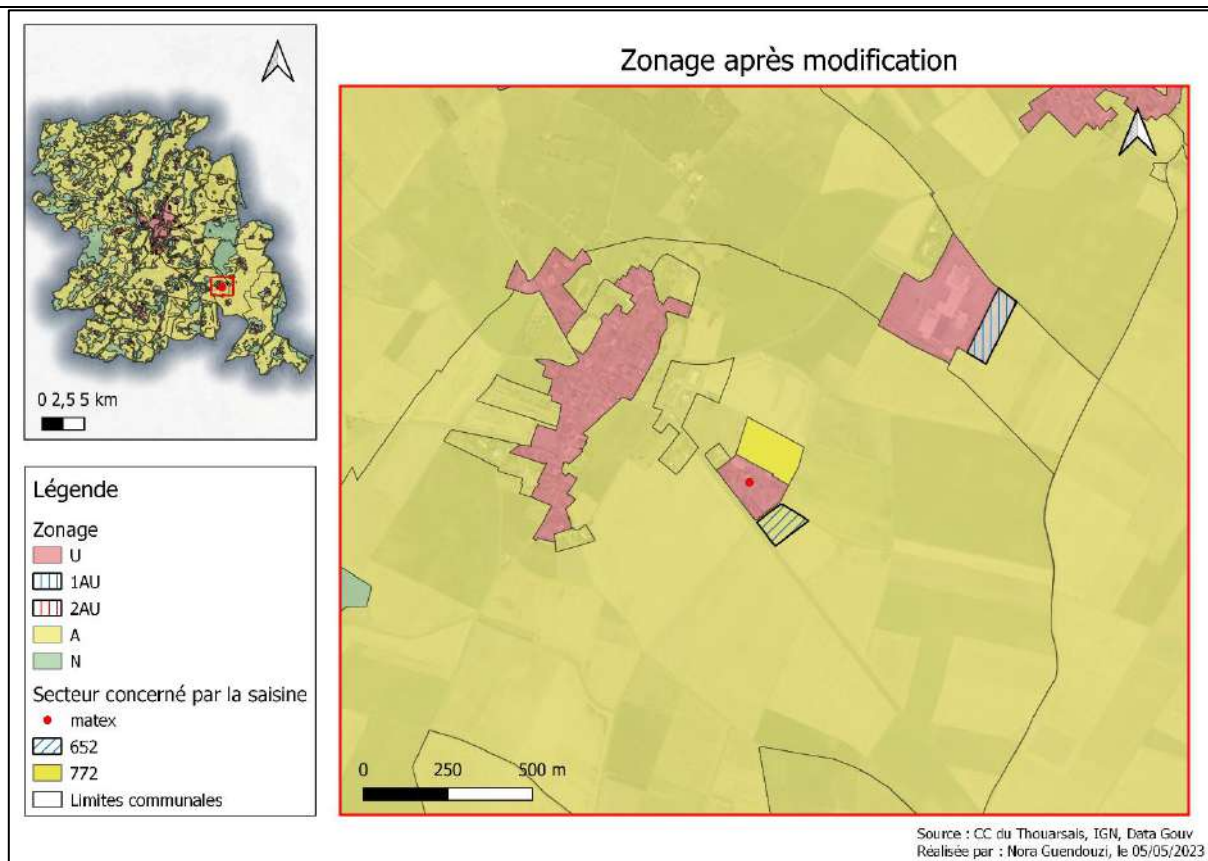 Zonage après modification
0 2,5 5 km
Légende
Zonage
U
1AU
2AU
A
N
Secteur concerné par la saisine
matex
652
772
Limites communales
0 250 500 m
Source : CC du Thouarsais, IGN, Data Gouv
Réalisée par : Nora Guendouzi, le 05/05/2023